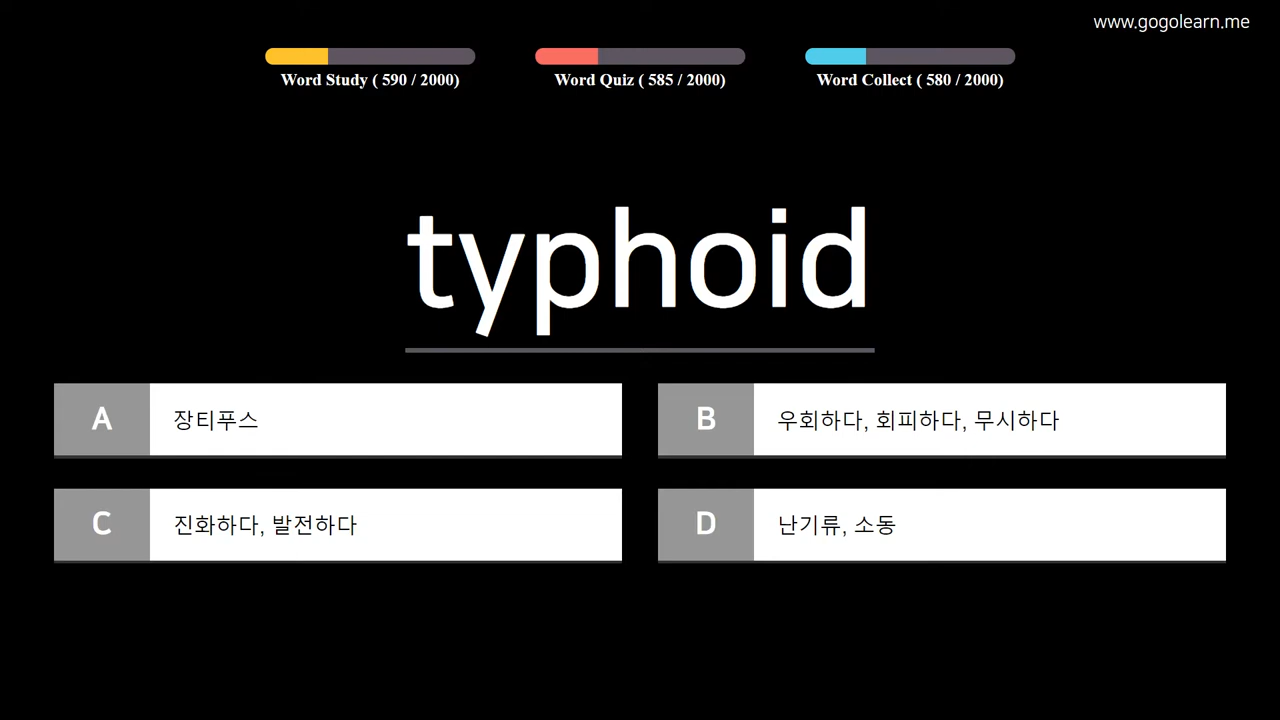 www.gogolearn.me
Word Study ( 590 / 2000)
Word Quiz ( 585 / 2000)
Word Collect ( 580 / 2000)
typhoid
A 장티푸스
B 우회하다, 회피하다, 무시하다
C 진화하다, 발전하다
D 난기류, 소동